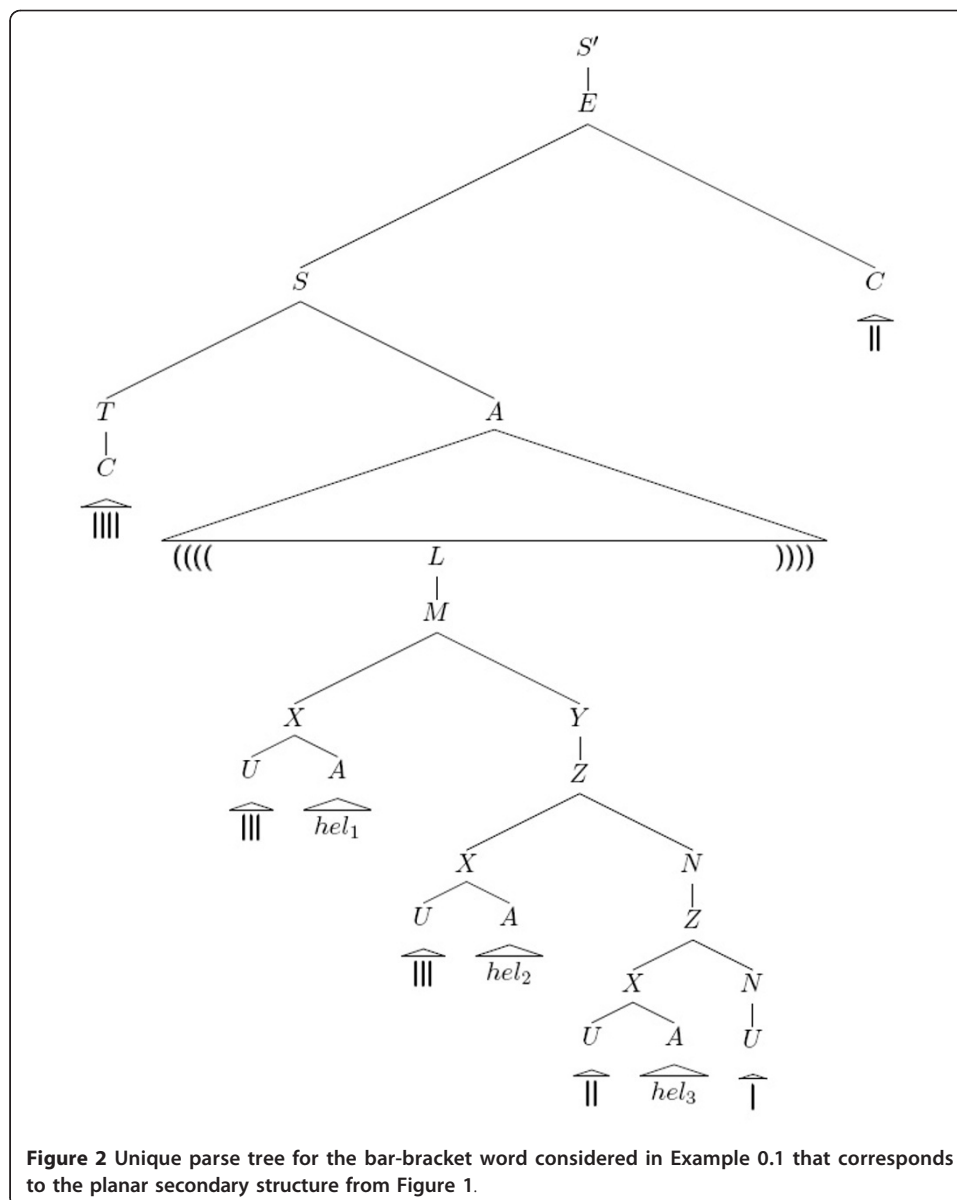 S′
E
S C
||
T A
C
||||
(((( L ))))
M
X Y
U A Z
||| hel₁
X N
U A Z
||| hel₂
X N
U A U
|| hel₃ |
Figure 2 Unique parse tree for the bar-bracket word considered in Example 0.1 that corresponds
to the planar secondary structure from Figure 1.